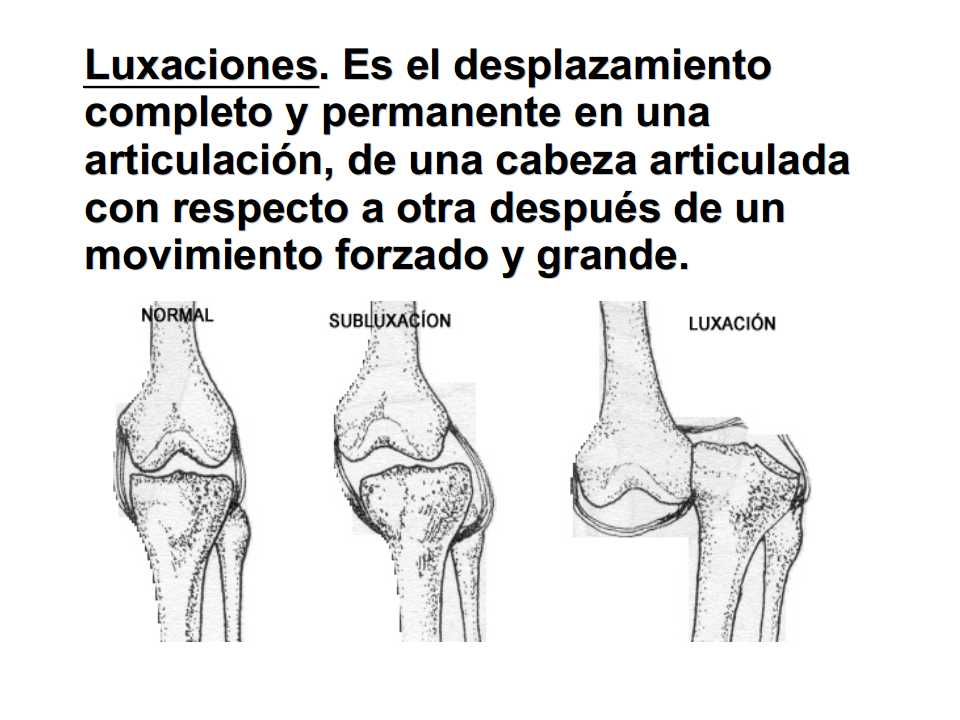 Luxaciones. Es el desplazamiento
completo y permanente en una
articulación, de una cabeza articulada
con respecto a otra después de un
movimiento forzado y grande.
NORMAL
SUBLUXACÍON
LUXACIÓN